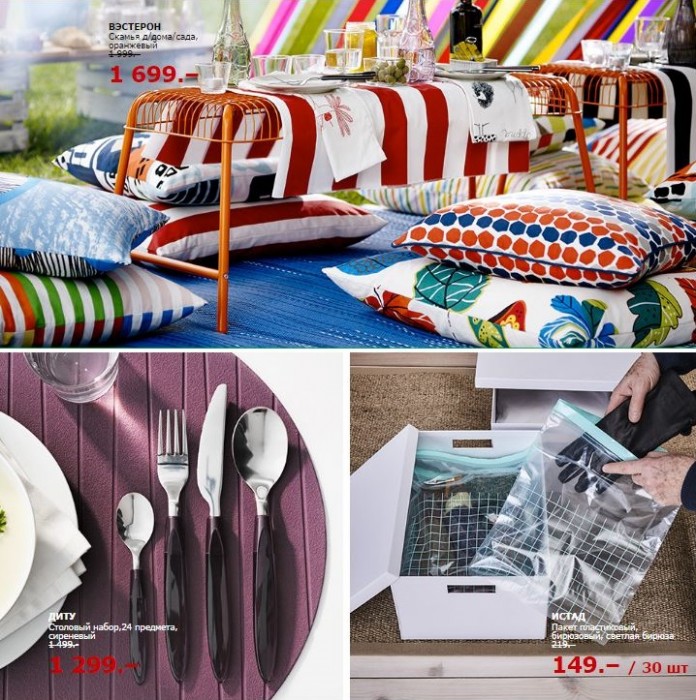 ВЭСТЕРОН
Скамья д/дома/сада,
оранжевый
1 999.–
1 699.–
ДИТУ
Столовый набор,24 предмета,
сиреневый
1 499.–
1 299.–
ИСТАД
Пакет пластиковый,
бирюзовый, светлая бирюза
219.–
149.– / 30 шт